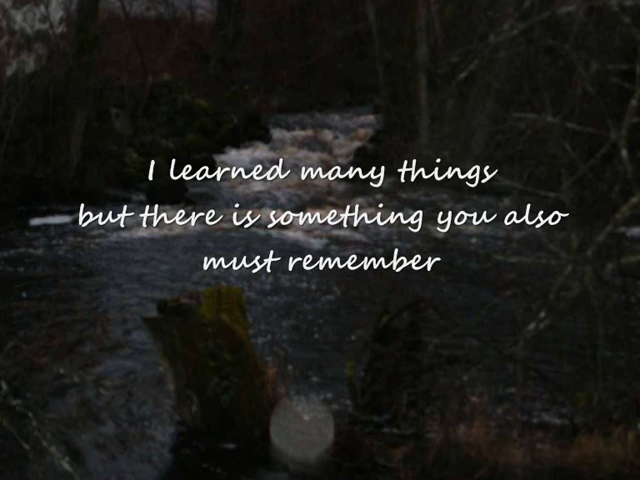 I learned many things
but there is something you also
must remember